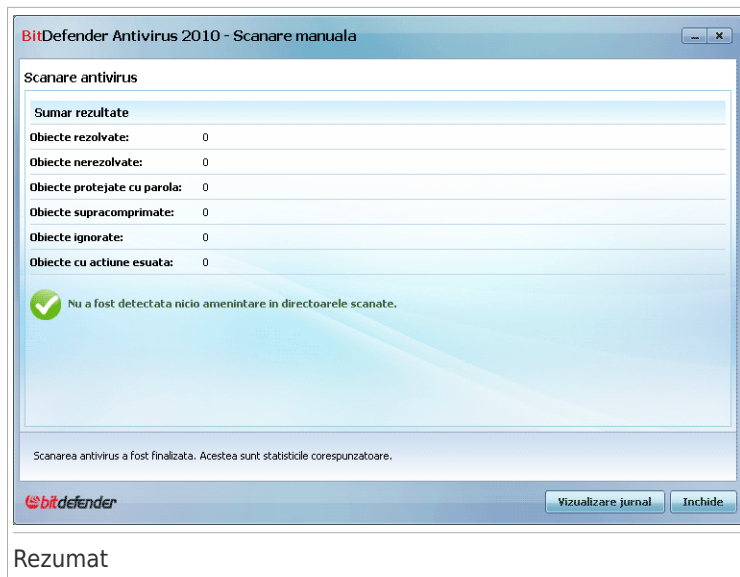 BitDefender Antivirus 2010 - Scanare manuala
Scanare antivirus
Sumar rezultate
Obiecte rezolvate: 0
Obiecte nerezolvate: 0
Obiecte protejate cu parola: 0
Obiecte supracomprimate: 0
Obiecte ignorate: 0
Obiecte cu actiune esuata: 0
Nu a fost detectata nicio amenintare in directoarele scanate.
Scanarea antivirus a fost finalizata. Acestea sunt statisticile corespunzatoare.
bitdefender
Vizualizare jurnal Inchide
Rezumat